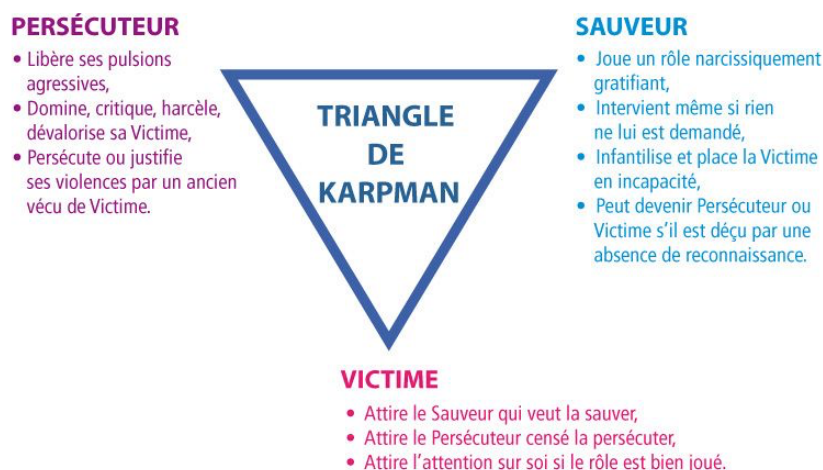 PERSÉCUTEUR
• Libère ses pulsions
agressives,
• Domine, critique, harcèle,
dévalorise sa Victime,
• Persécute ou justifie
ses violences par un ancien
vécu de Victime.
TRIANGLE
DE
KARPMAN
SAUVEUR
• Joue un rôle narcissiquement
gratifiant,
• Intervient même si rien
ne lui est demandé,
• Infantilise et place la Victime
en incapacité,
• Peut devenir Persécuteur ou
Victime s’il est déçu par une
absence de reconnaissance.
VICTIME
• Attire le Sauveur qui veut la sauver,
• Attire le Persécuteur censé la persécuter,
• Attire l’attention sur soi si le rôle est bien joué.